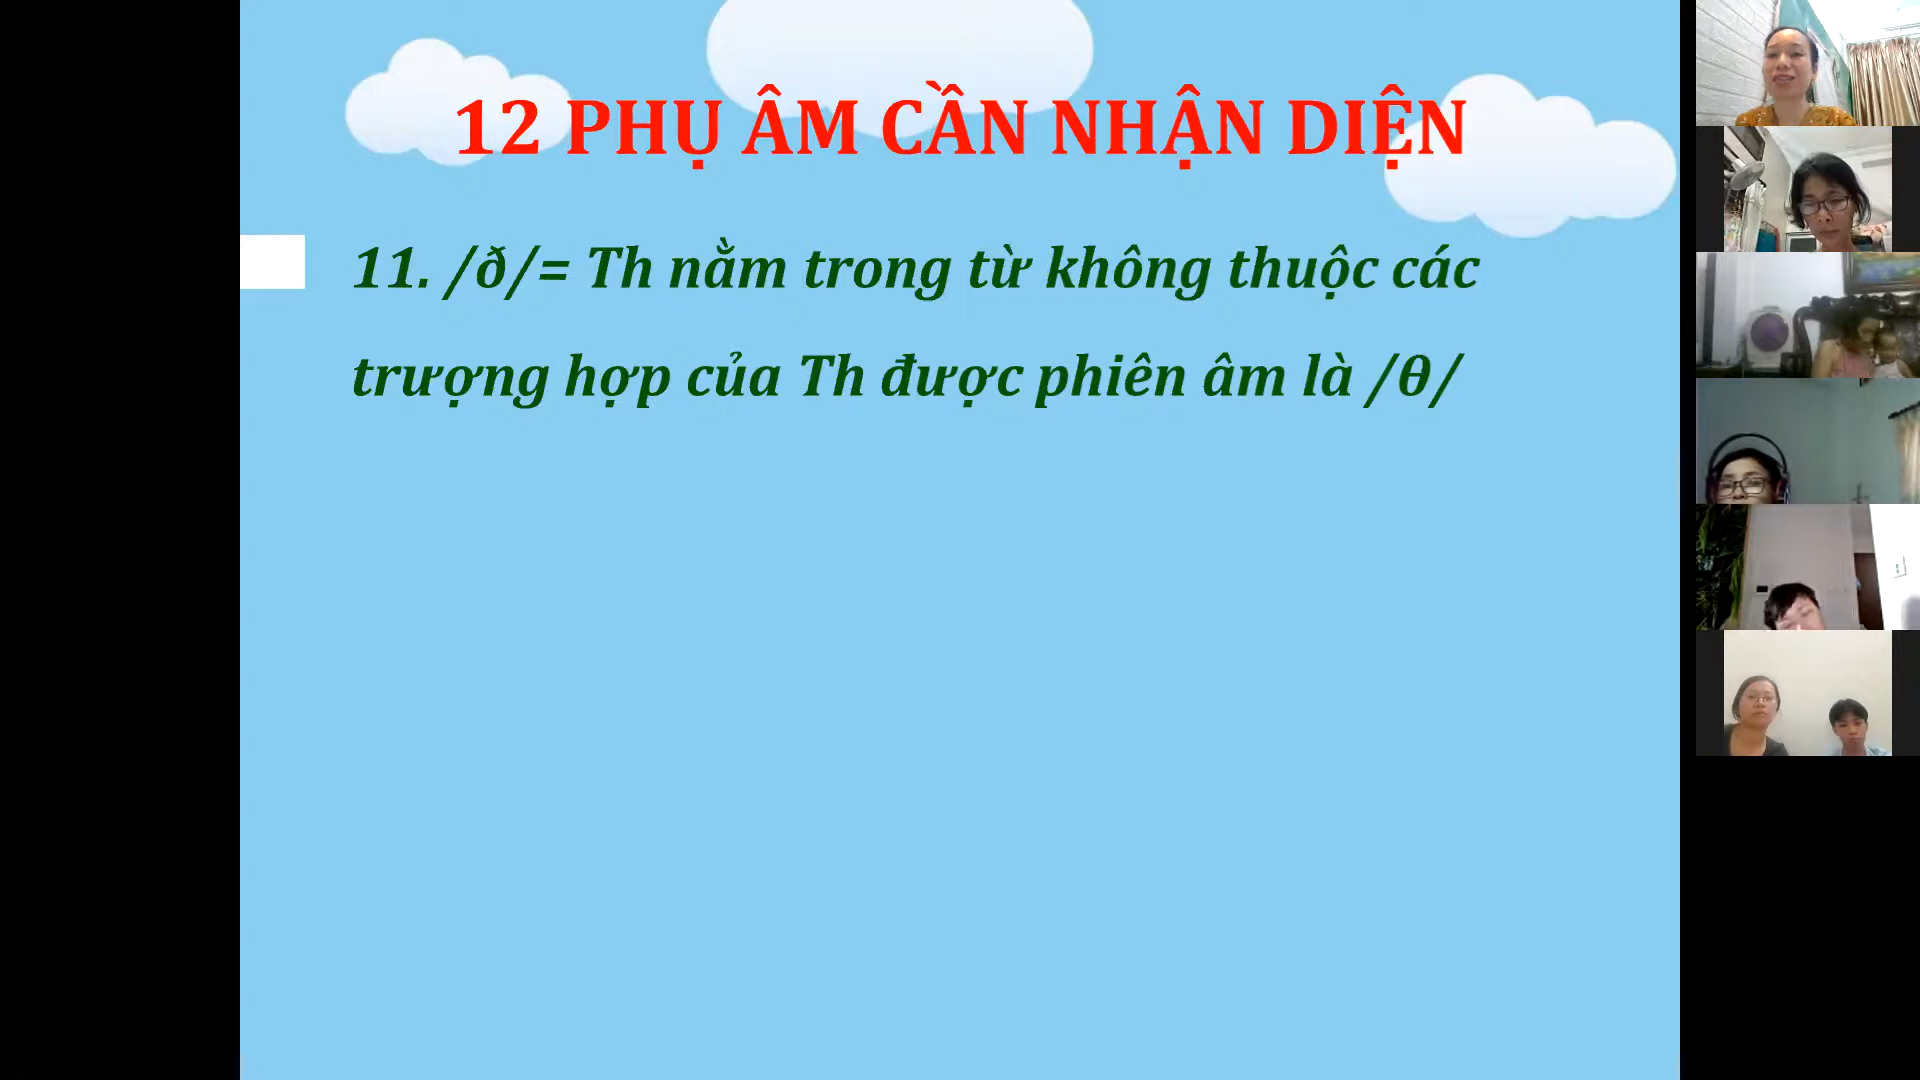 12 PHỤ ÂM CẦN NHẬN DIỆN
11. /ð/= Th nằm trong từ không thuộc các
trượng hợp của Th được phiên âm là /θ/